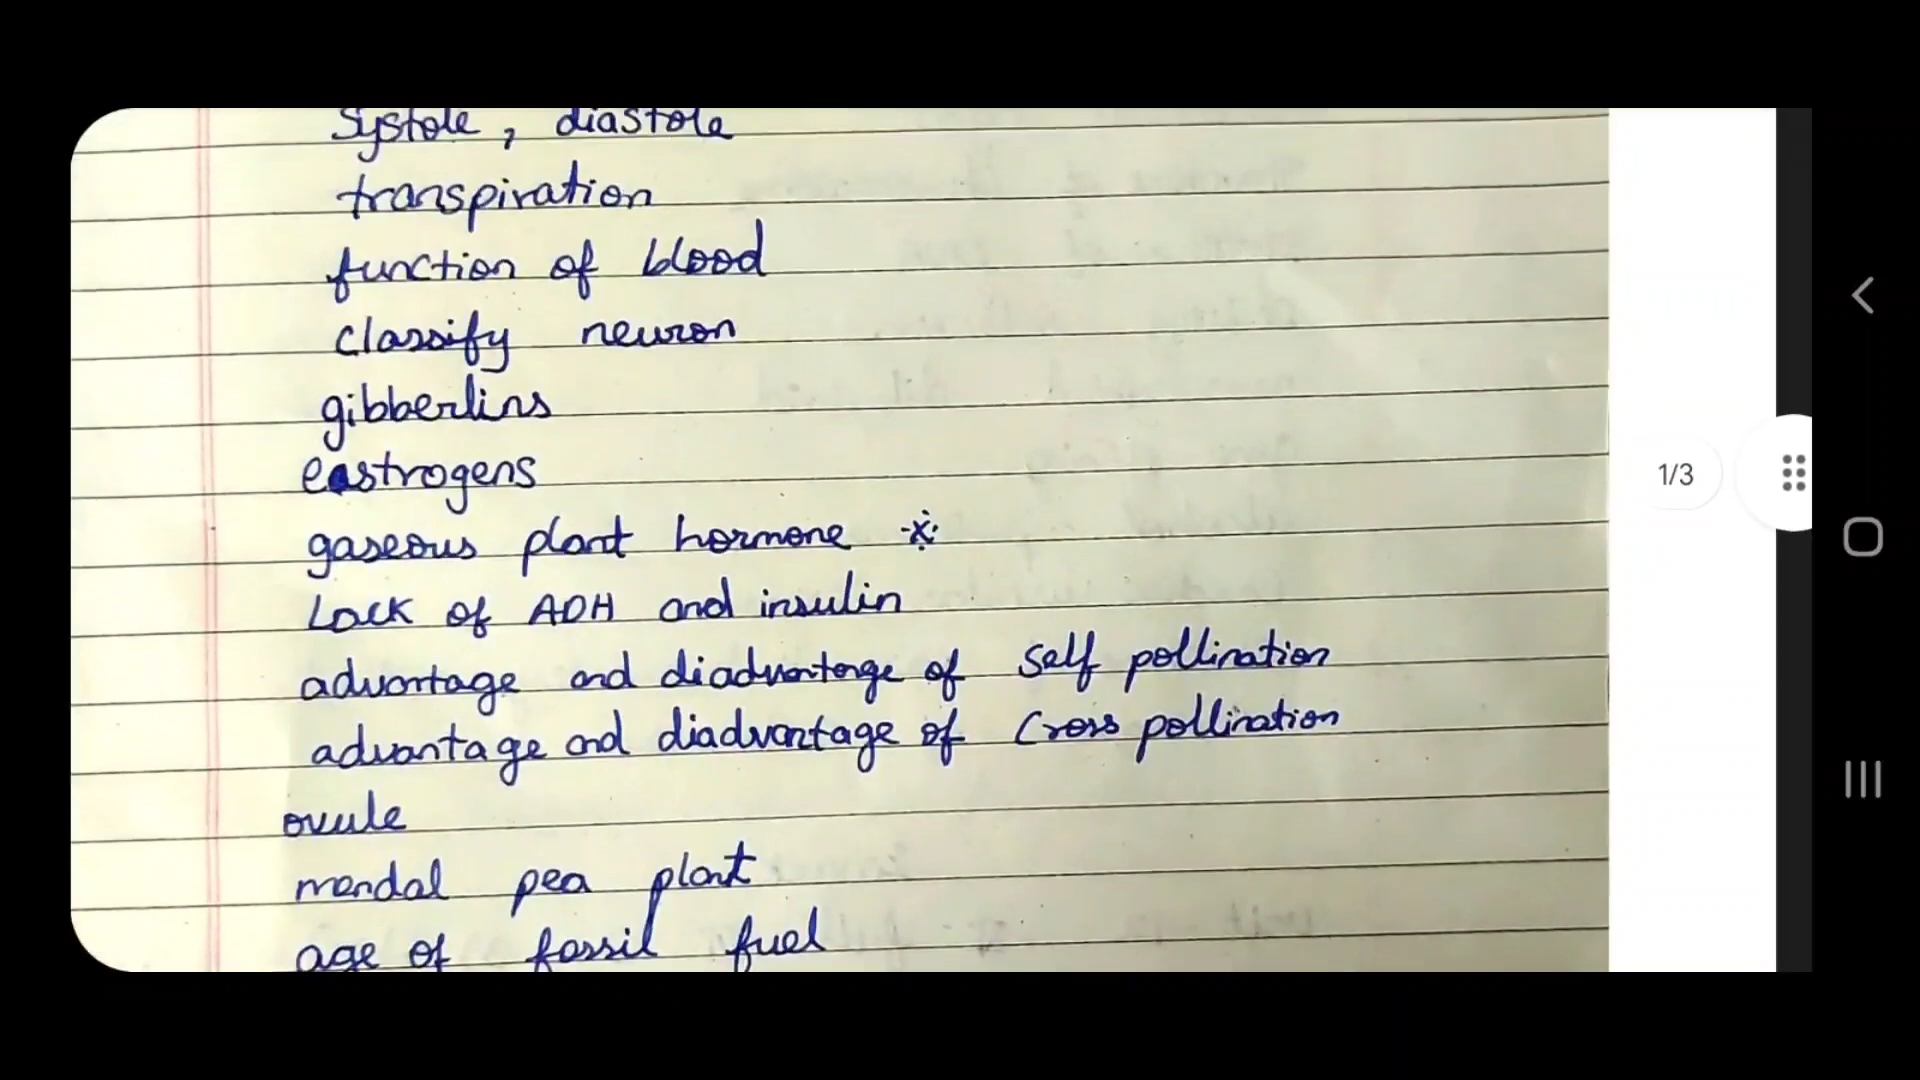 Systole, diastole
transpiration
function of blood
classify neuron
gibberlins
eastrogens
gaseous plant hormone
Lack of ADH and insulin
advantage and diadvantage of self pollination
advantage and diadvantage of Cross pollination
ovule
mendal pea plant
age of fossil fuel
1/3